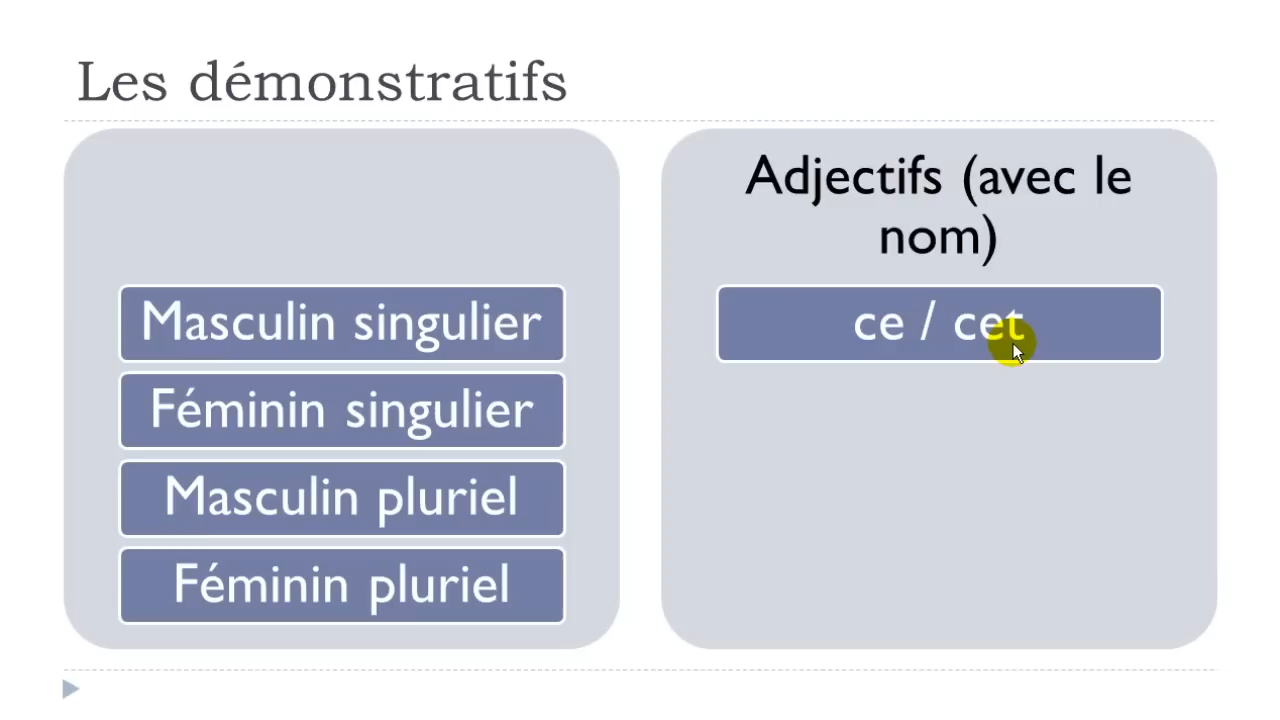 Les démonstratifs
Masculin singulier
Féminin singulier
Masculin pluriel
Féminin pluriel
Adjectifs (avec le
nom)
ce / cet